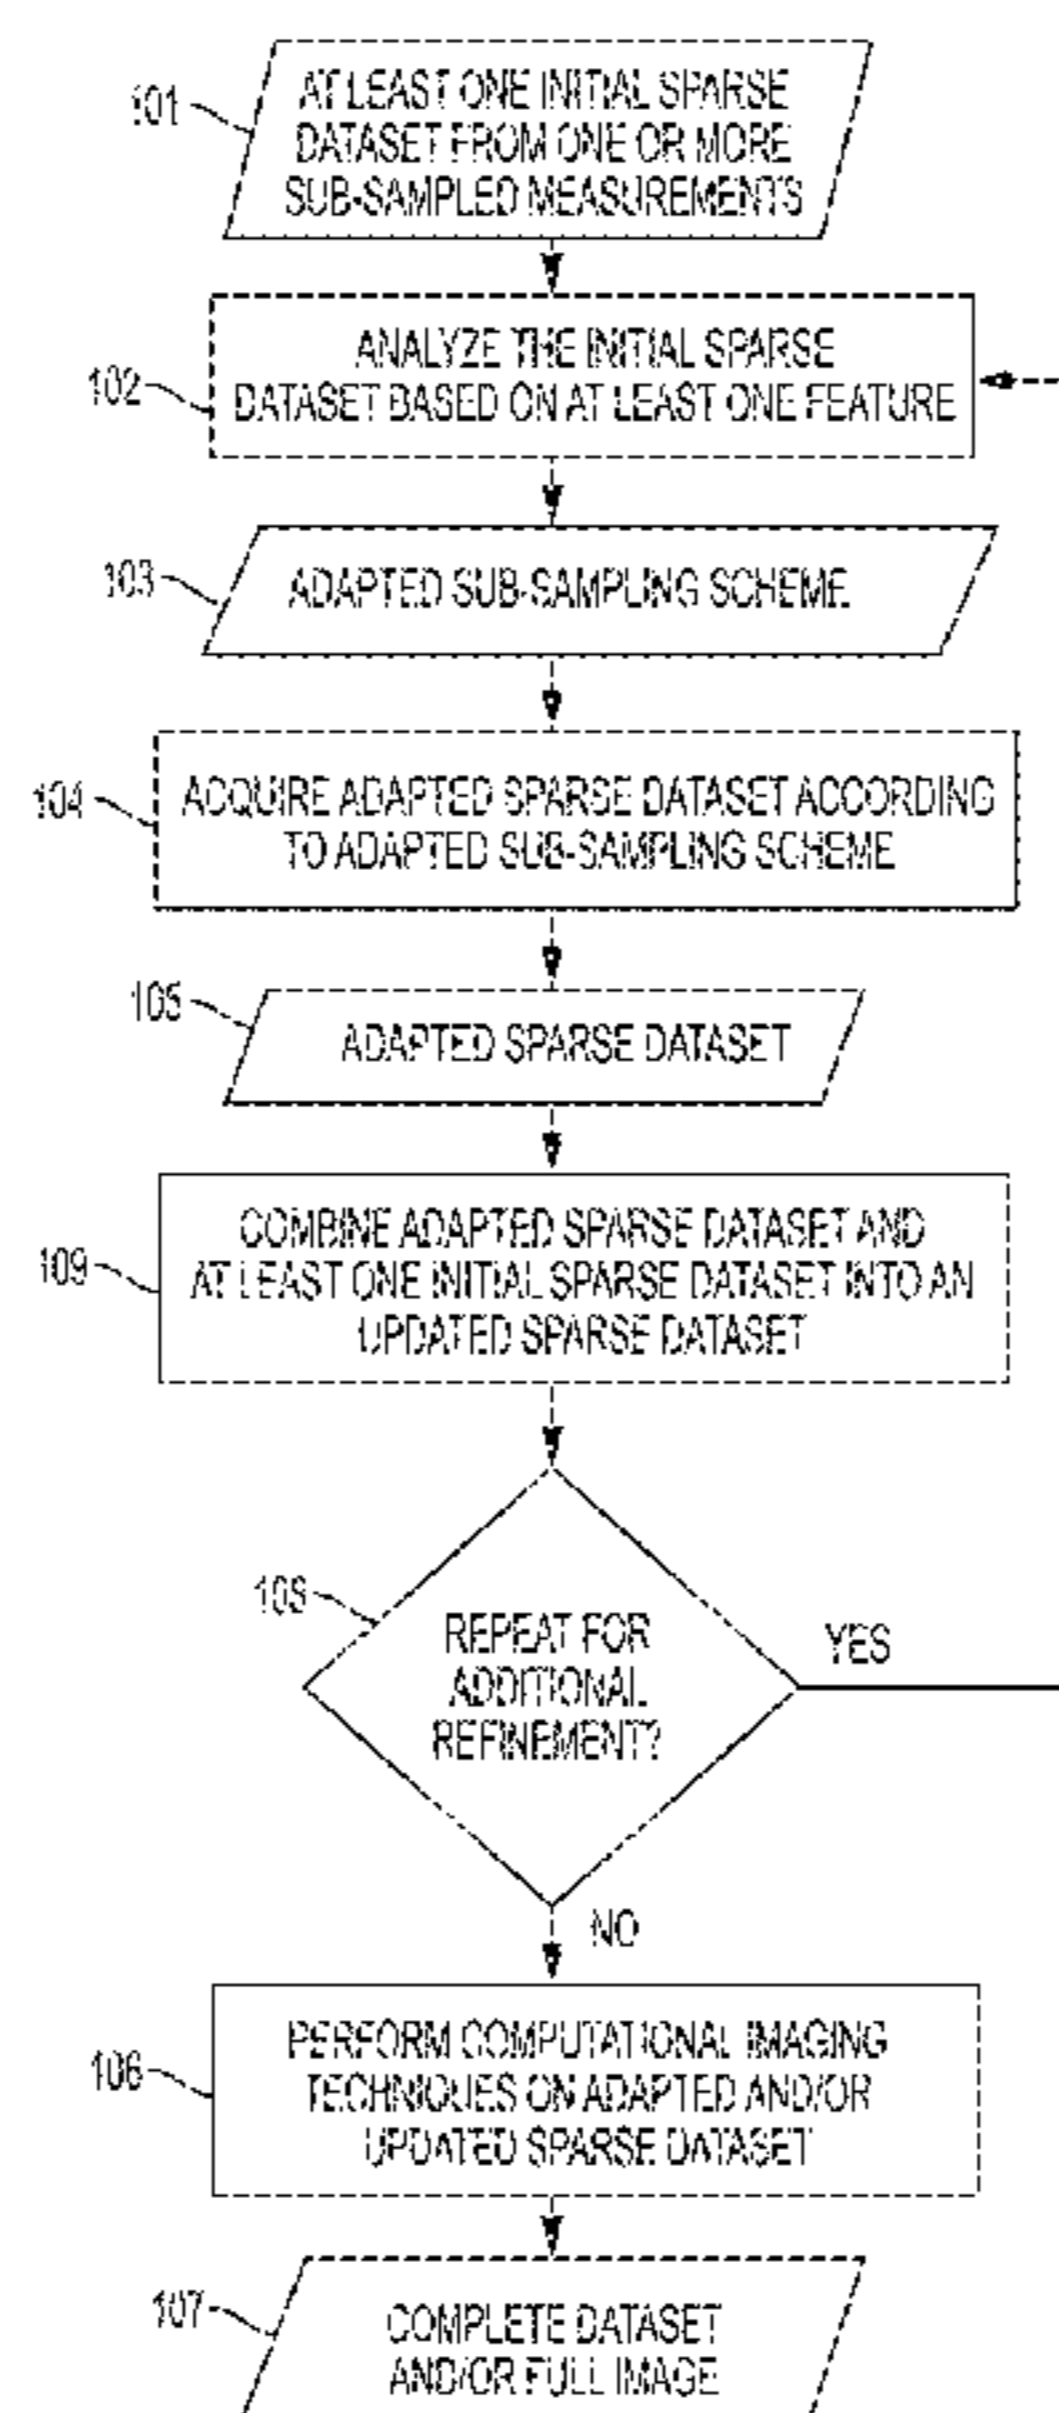 101
AT LEAST ONE INITIAL SPARSE
DATASET FROM ONE OR MORE
SUB-SAMPLED MEASUREMENTS
102
ANALYZE THE INITIAL SPARSE
DATASET BASED ON AT LEAST ONE FEATURE
103
ADAPTED SUB-SAMPLING SCHEME
104
ACQUIRE ADAPTED SPARSE DATASET ACCORDING
TO ADAPTED SUB-SAMPLING SCHEME
105
ADAPTED SPARSE DATASET
109
COMBINE ADAPTED SPARSE DATASET AND
AT LEAST ONE INITIAL SPARSE DATASET INTO AN
UPDATED SPARSE DATASET
108
REPEAT FOR
ADDITIONAL
REFINEMENT?
YES
NO
106
PERFORM COMPUTATIONAL IMAGING
TECHNIQUES ON ADAPTED AND/OR
UPDATED SPARSE DATASET
107
COMPLETE DATASET
AND/OR FULL IMAGE